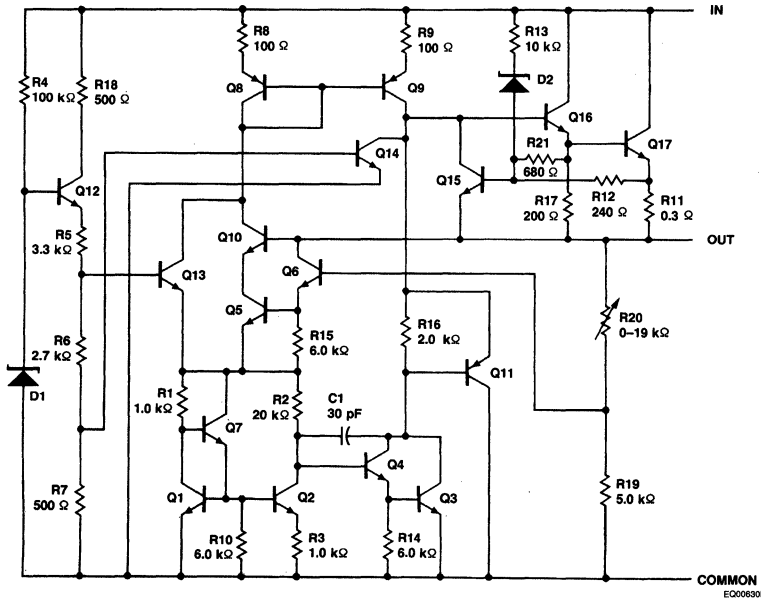 IN
R8
100 Ω
R9
100 Ω
R13
10 kΩ
R4
100 kΩ
R18
500 Ω
Q8
Q9
D2
Q16
R21
680 Ω
Q17
Q14
Q12
Q15
R17
200 Ω
R12
240 Ω
R11
0.3 Ω
R5
3.3 kΩ
Q10
OUT
Q13
Q6
Q5
R6
2.7 kΩ
R15
6.0 kΩ
R16
2.0 kΩ
R20
0–19 kΩ
D1
R1
1.0 kΩ
Q7
R2
20 kΩ
C1
30 pF
Q11
Q4
R7
500 Ω
Q1
Q2
Q3
R19
5.0 kΩ
R10
6.0 kΩ
R3
1.0 kΩ
R14
6.0 kΩ
COMMON
EQ00630